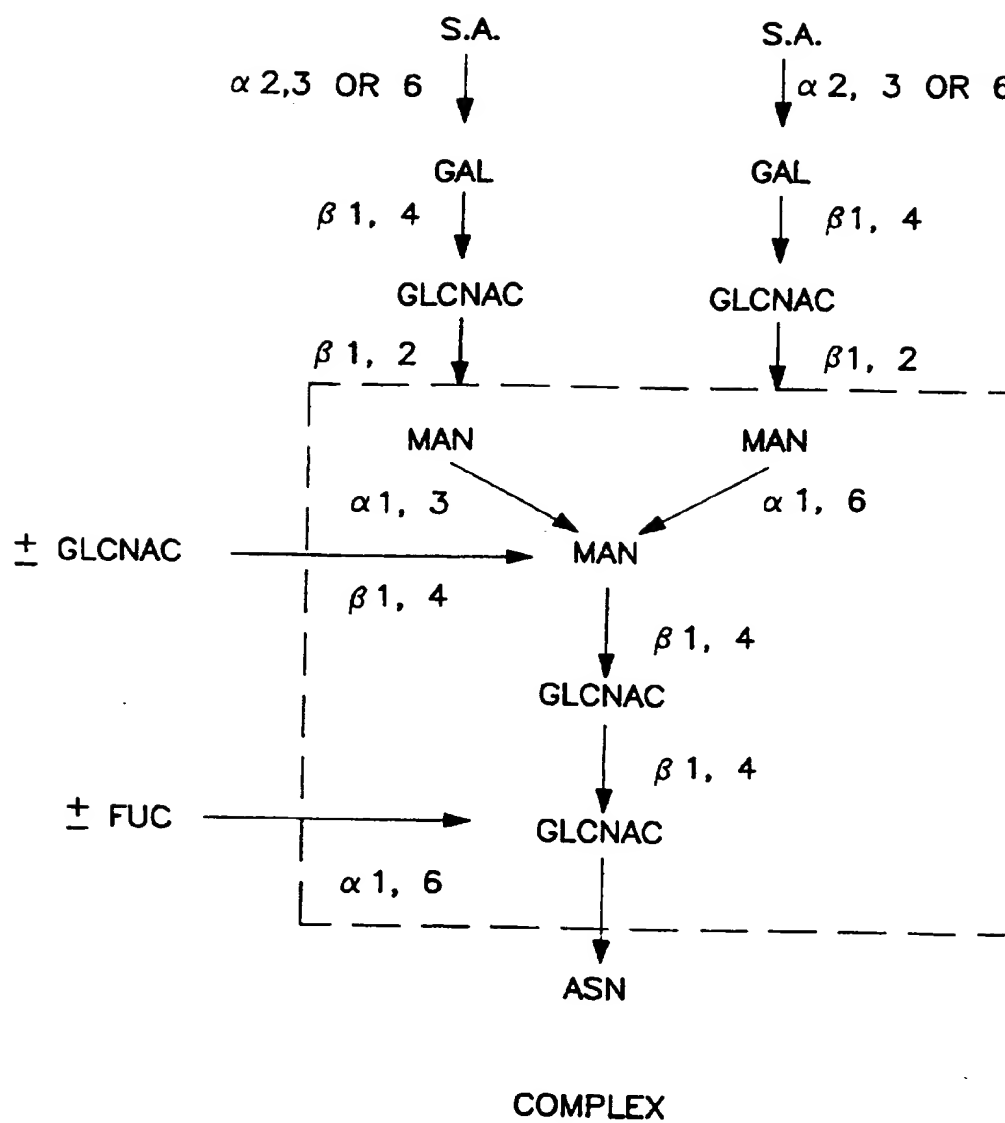 S.A. S.A.
α 2,3 OR 6 α 2, 3 OR 6
GAL GAL
β 1, 4 β1, 4
GLCNAC GLCNAC
β 1, 2 β1, 2
MAN MAN
α 1, 3 α 1, 6
± GLCNAC MAN
β 1, 4
β 1, 4
GLCNAC
β 1, 4
± FUC GLCNAC
α 1, 6
ASN
COMPLEX